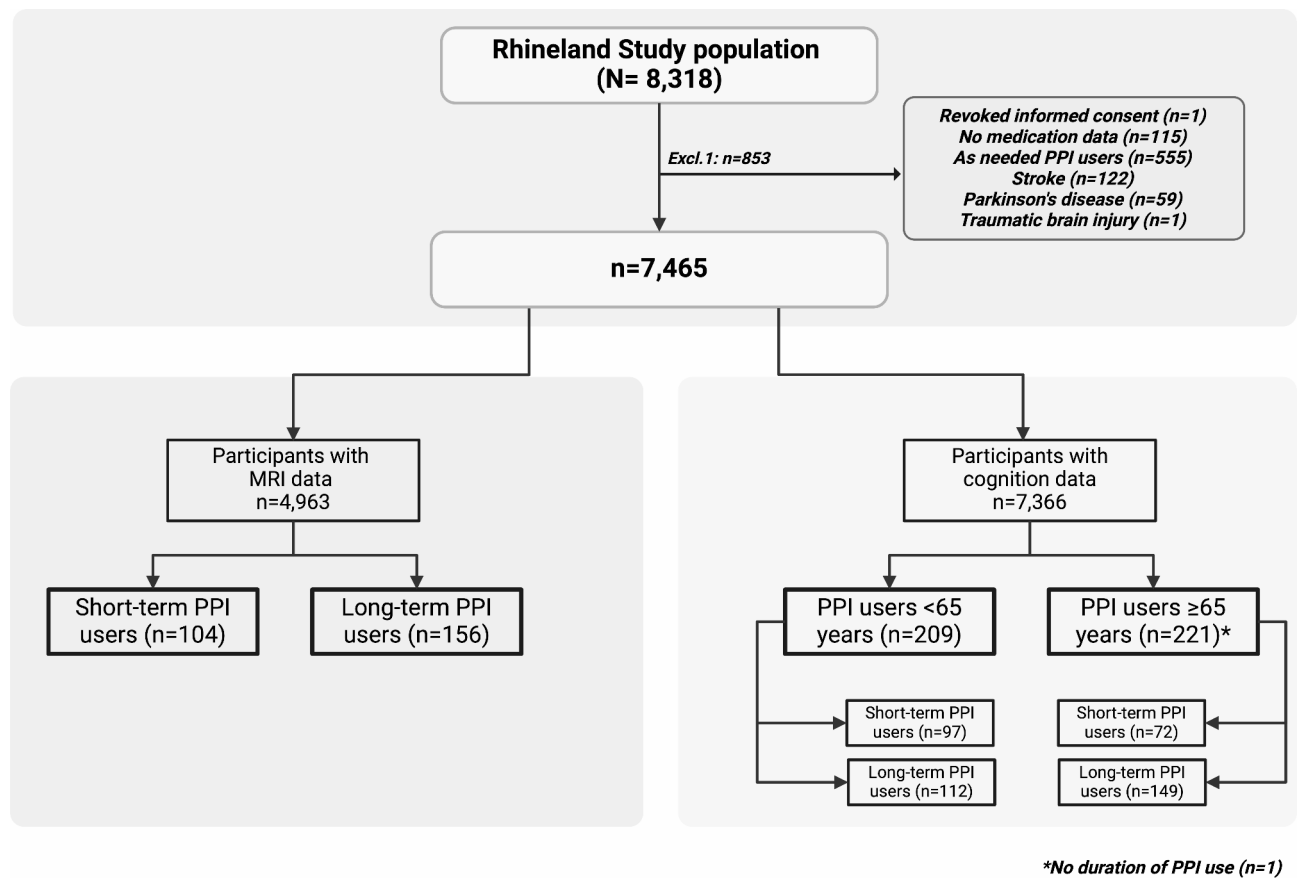 Rhineland Study population
(N= 8,318)
Excl.1: n=853
Revoked informed consent (n=1)
No medication data (n=115)
As needed PPI users (n=555)
Stroke (n=122)
Parkinson's disease (n=59)
Traumatic brain injury (n=1)
n=7,465
Participants with
MRI data
n=4,963
Short-term PPI
users (n=104)
Long-term PPI
users (n=156)
Participants with
cognition data
n=7,366
PPI users <65
years (n=209)
PPI users ≥65
years (n=221)*
Short-term PPI
users (n=97)
Long-term PPI
users (n=112)
Short-term PPI
users (n=72)
Long-term PPI
users (n=149)
*No duration of PPI use (n=1)